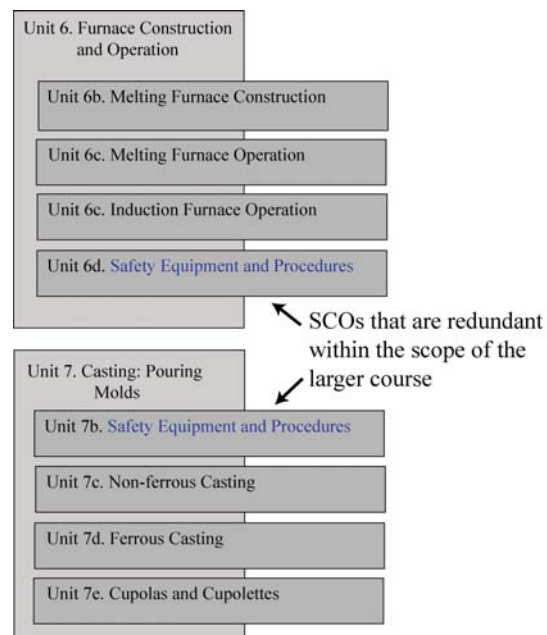 Unit 6. Furnace Construction
and Operation
Unit 6b. Melting Furnace Construction
Unit 6c. Melting Furnace Operation
Unit 6c. Induction Furnace Operation
Unit 6d. Safety Equipment and Procedures
SCOs that are redundant
within the scope of the
larger course
Unit 7. Casting: Pouring
Molds
Unit 7b. Safety Equipment and Procedures
Unit 7c. Non-ferrous Casting
Unit 7d. Ferrous Casting
Unit 7e. Cupolas and Cupolettes